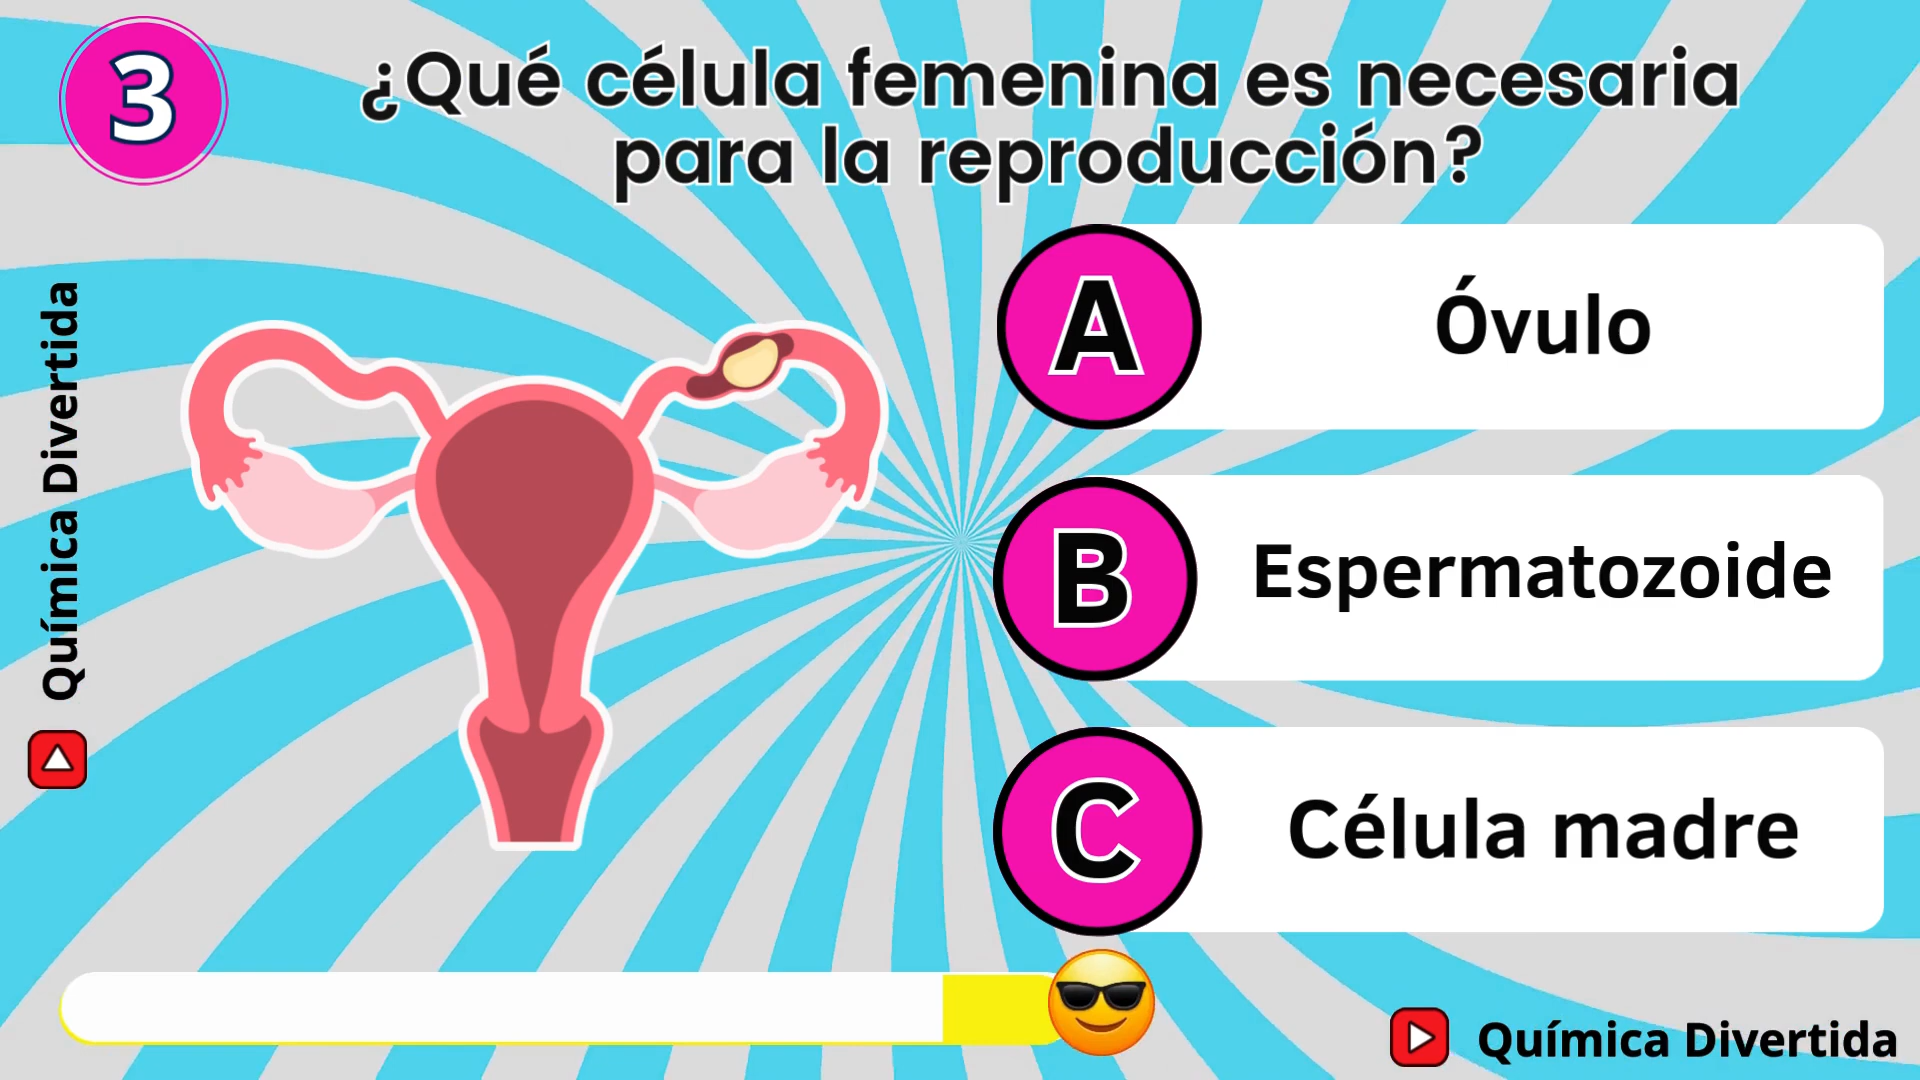 3
¿Qué célula femenina es necesaria
para la reproducción?
A
Óvulo
B
Espermatozoide
C
Célula madre
Química Divertida
Química Divertida